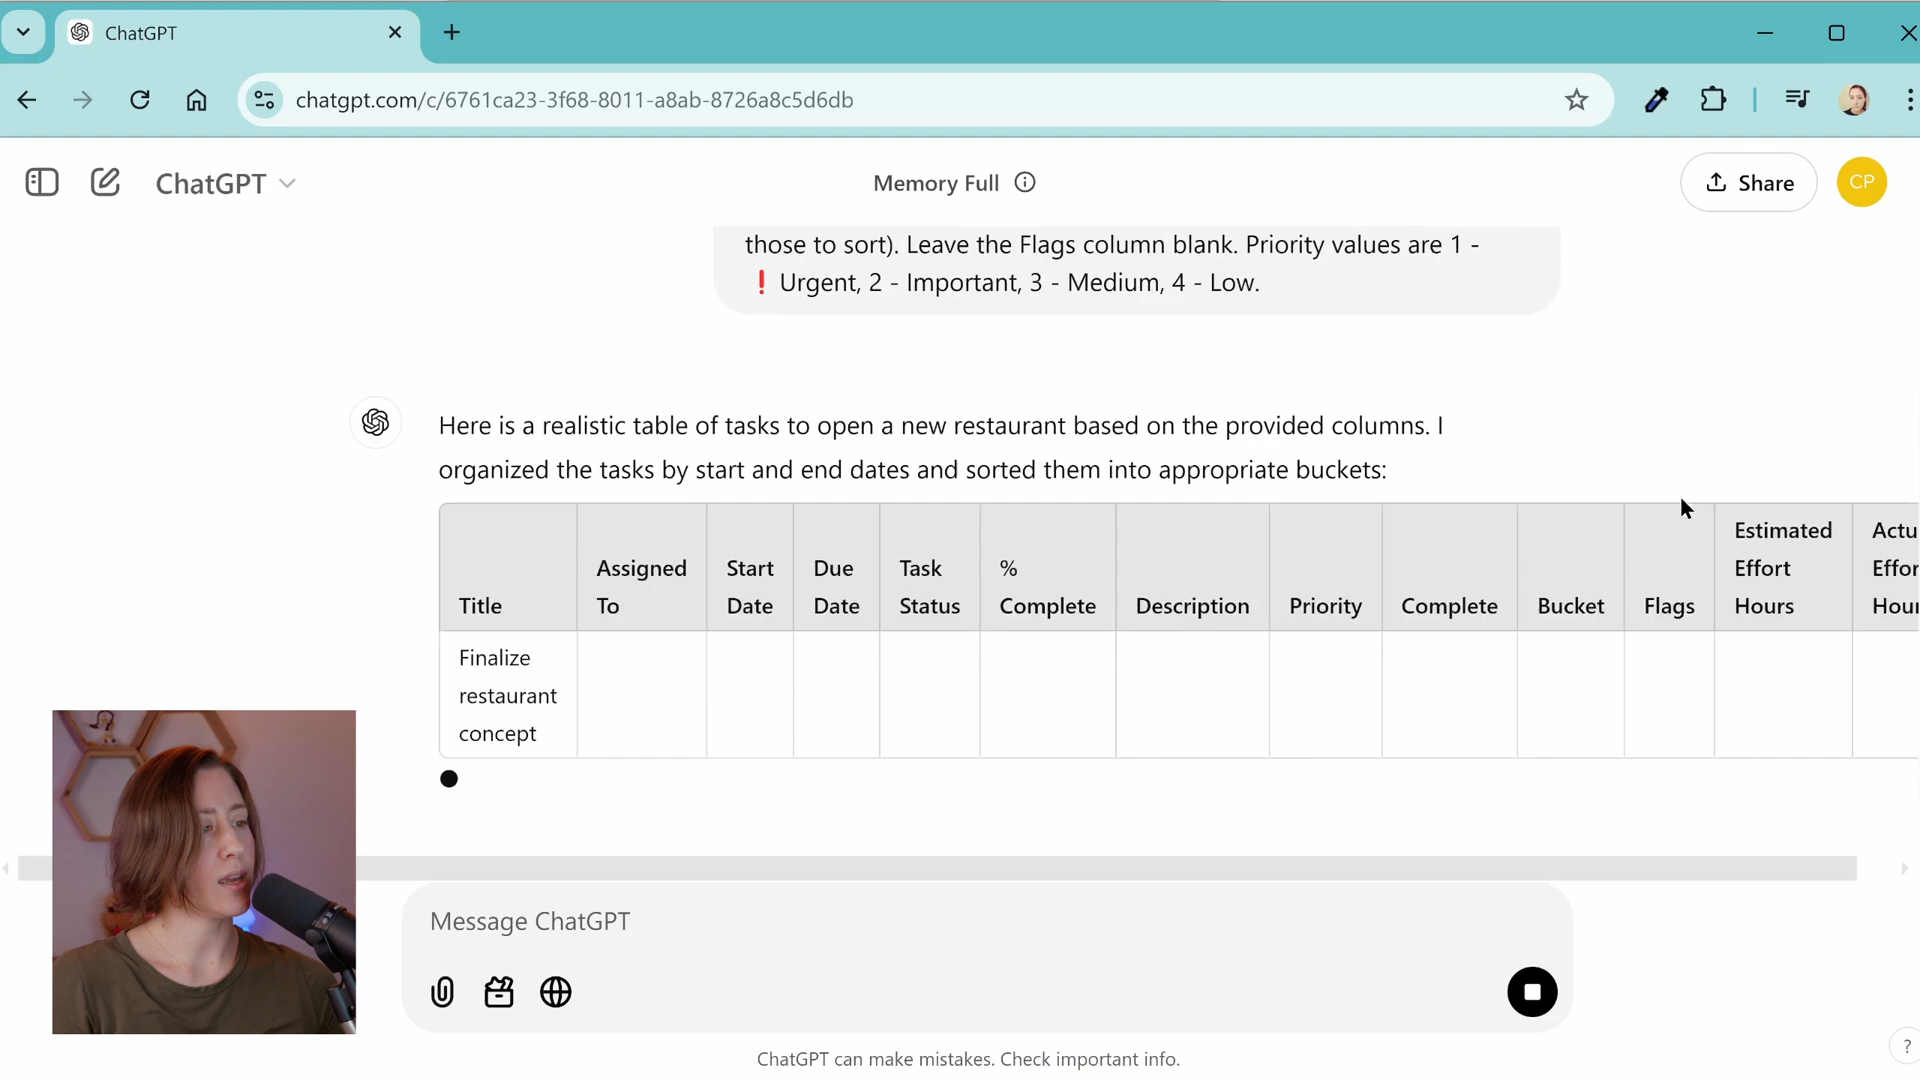 ChatGPT
chatgpt.com/c/6761ca23-3f68-8011-a8ab-8726a8c5d6db
ChatGPT
Memory Full
Share
CP
those to sort). Leave the Flags column blank. Priority values are 1 -
❗ Urgent, 2 - Important, 3 - Medium, 4 - Low.
Here is a realistic table of tasks to open a new restaurant based on the provided columns. I
organized the tasks by start and end dates and sorted them into appropriate buckets:
Title
Assigned
To
Start
Date
Due
Date
Task
Status
%
Complete
Description
Priority
Complete
Bucket
Flags
Estimated
Effort
Hours
Actu
Effor
Hour
Finalize
restaurant
concept
Message ChatGPT
ChatGPT can make mistakes. Check important info.
?